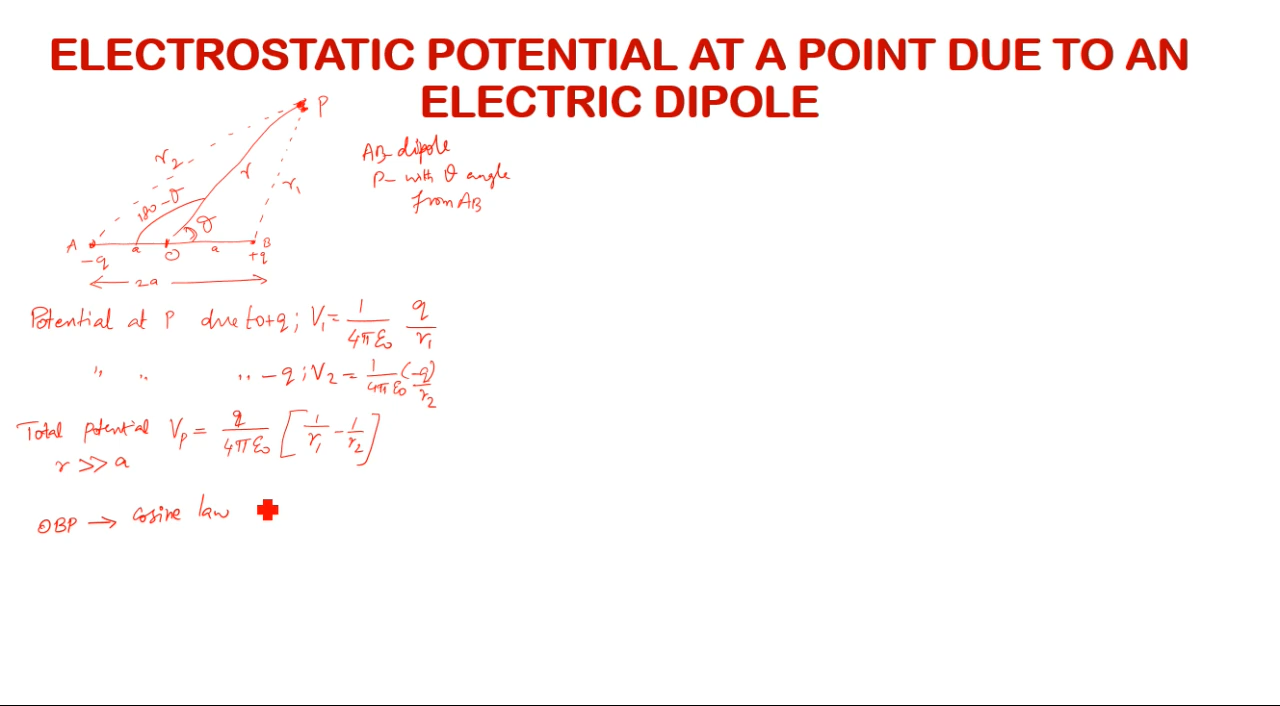 ELECTROSTATIC POTENTIAL AT A POINT DUE TO AN
ELECTRIC DIPOLE
P
r2
r
r1
180-θ
θ
A
a
O
a
B
-q
+q
2a
AB- dipole
P- with θ angle
from AB
Potential at P due to +q ; V1 = 1/4πε0 q/r1
" " " -q ; V2 = 1/4πε0 (-q)/r2
Total potential Vp = q/4πε0 [1/r1 - 1/r2]
r >> a
OBP → Cosine law